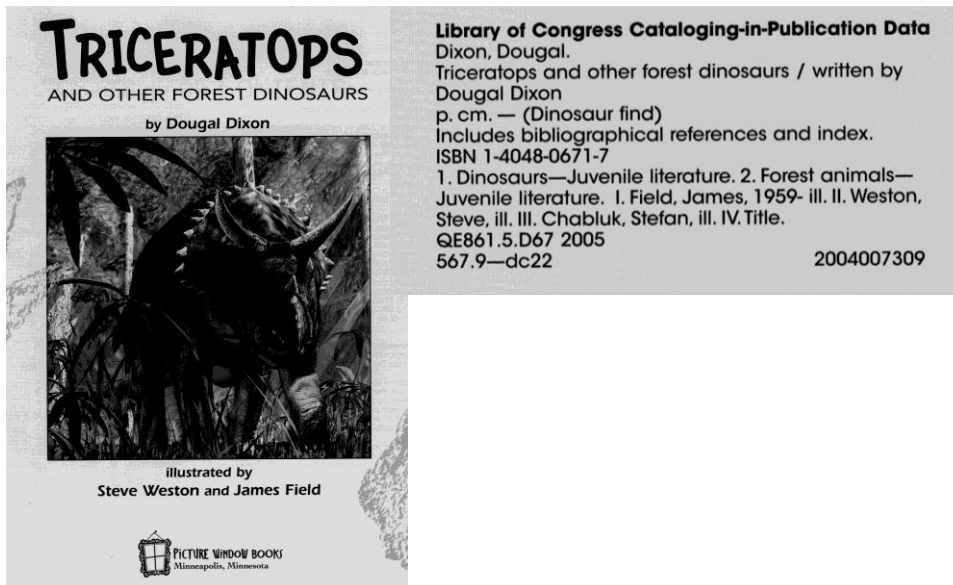 TRICERATOPS
AND OTHER FOREST DINOSAURS
by Dougal Dixon
illustrated by
Steve Weston and James Field
PICTURE WINDOW BOOKS
Minneapolis, Minnesota
Library of Congress Cataloging-in-Publication Data
Dixon, Dougal.
Triceratops and other forest dinosaurs / written by
Dougal Dixon
p. cm. — (Dinosaur find)
Includes bibliographical references and index.
ISBN 1-4048-0671-7
1. Dinosaurs—Juvenile literature. 2. Forest animals—
Juvenile literature. I. Field, James, 1959- ill. II. Weston,
Steve, ill. III. Chabluk, Stefan, ill. IV. Title.
QE861.5.D67 2005
567.9—dc22 2004007309